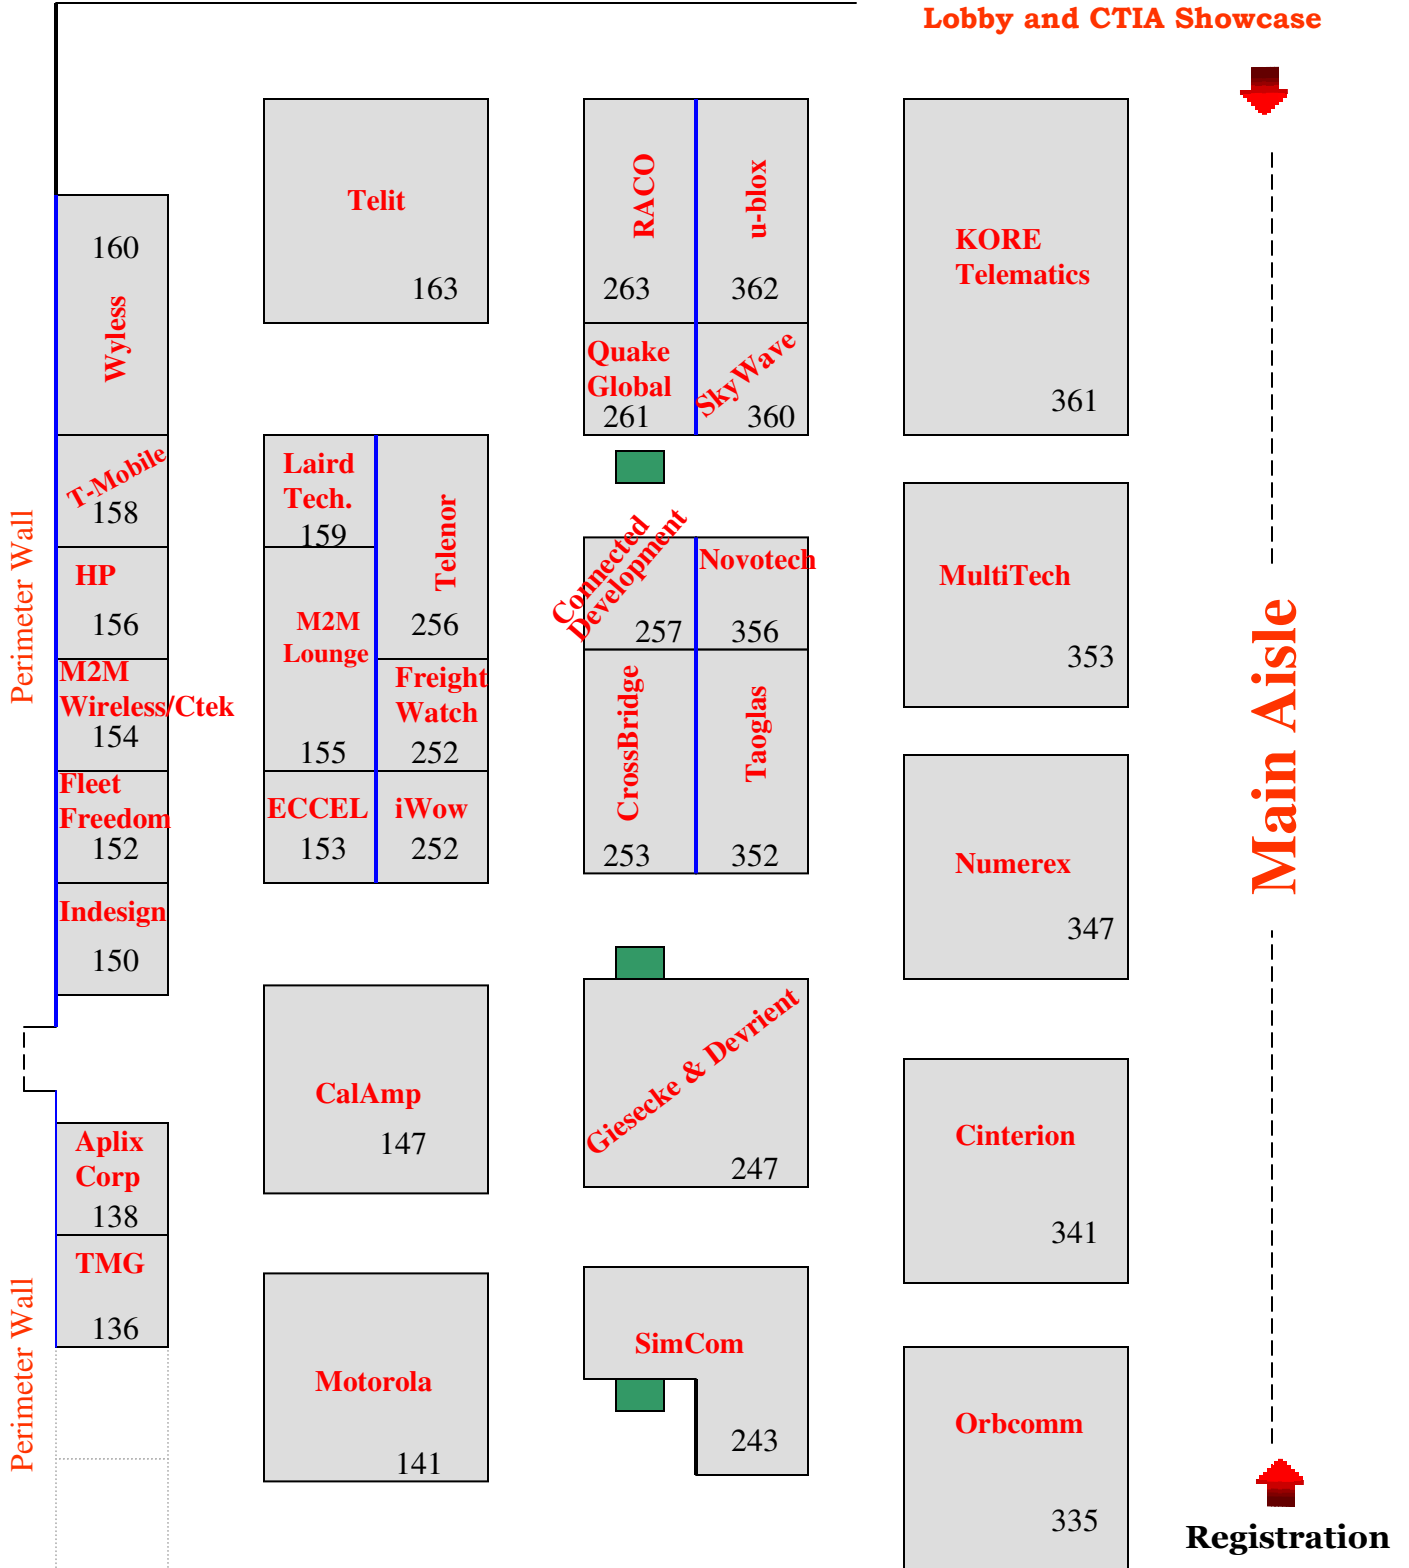 Lobby and CTIA Showcase
Perimeter Wall
160
Wyless
T-Mobile
158
HP
156
M2M
Wireless/Ctek
154
Fleet
Freedom
152
Indesign
150
Perimeter Wall
Aplix
Corp
138
TMG
136
Telit
163
Laird
Tech.
159
Telenor
256
M2M
Lounge
155
Freight
Watch
252
ECCEL
153
iWow
252
CalAmp
147
Motorola
141
RACO
263
u-blox
362
Quake
Global
261
SkyWave
360
Connected
Development
257
Novotech
356
CrossBridge
253
Taoglas
352
Giesecke & Devrient
247
SimCom
243
KORE
Telematics
361
MultiTech
353
Numerex
347
Cinterion
341
Orbcomm
335
Main Aisle
Registration